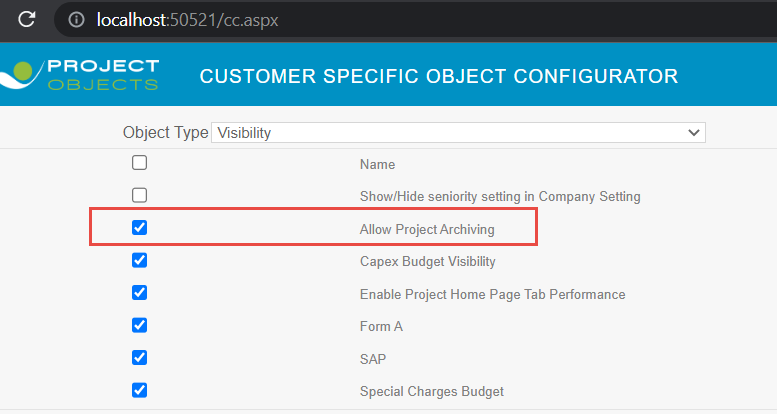 localhost:50521/cc.aspx
PROJECT
OBJECTS
CUSTOMER SPECIFIC OBJECT CONFIGURATOR
Object Type Visibility
Name
Show/Hide seniority setting in Company Setting
Allow Project Archiving
Capex Budget Visibility
Enable Project Home Page Tab Performance
Form A
SAP
Special Charges Budget